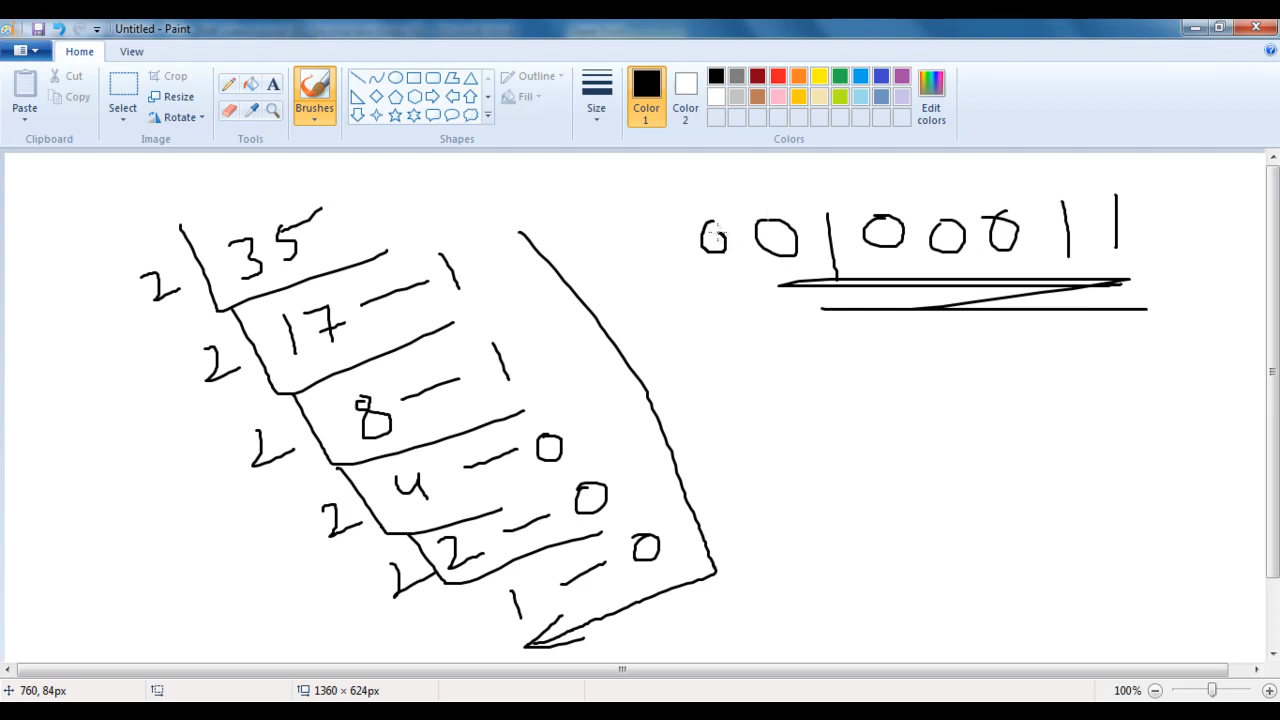 Untitled - Paint
Home View
Paste
Cut
Copy
Clipboard
Select
Crop
Resize
Rotate
Image
A
Tools
Brushes
Outline
Fill
Shapes
Size
Color 1
Color 2
Edit colors
Colors
0 0 1 0 0 0 1 1
2 35
2 17 — 1
2 8 — 1
2 4 — 0
2 2 — 0
1 — 0
760, 84px
1360 × 624px
100%